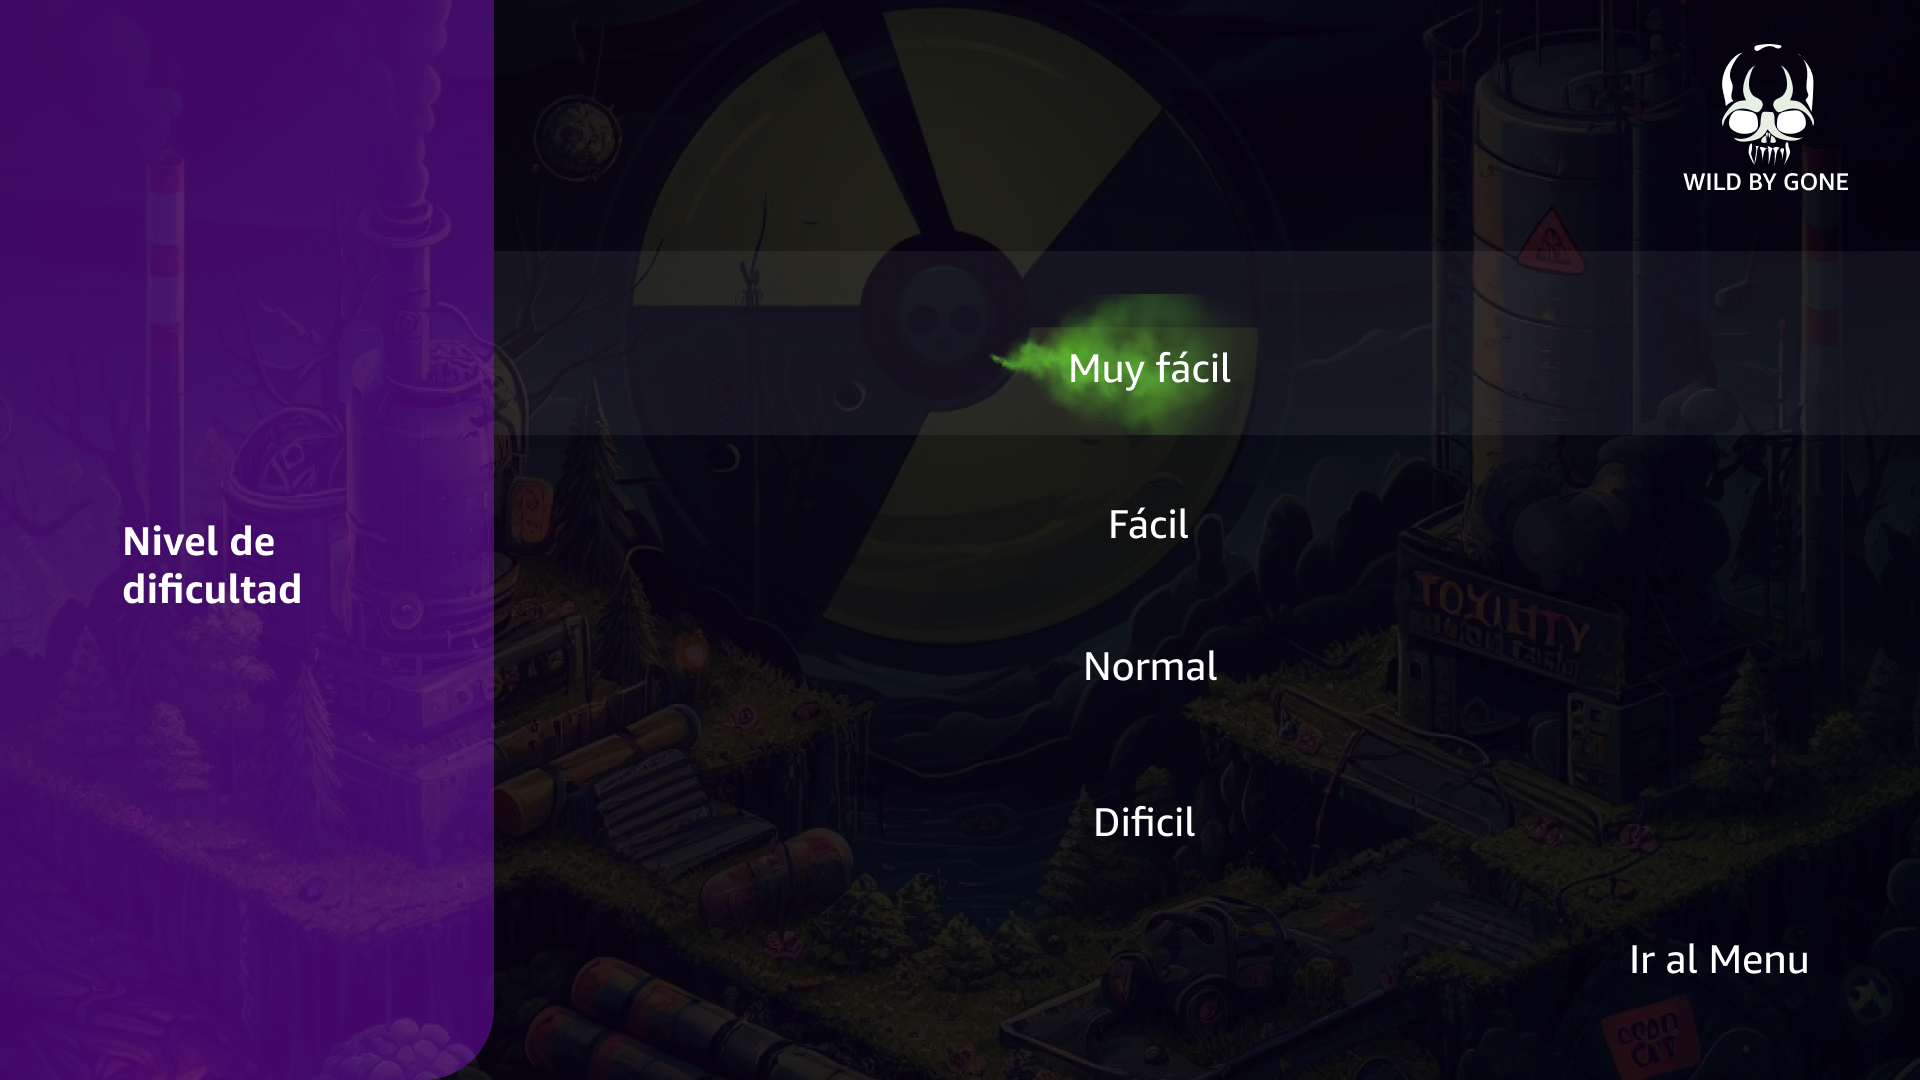 WILD BY GONE
Muy fácil
Nivel de
dificultad
Fácil
Normal
Dificil
Ir al Menu